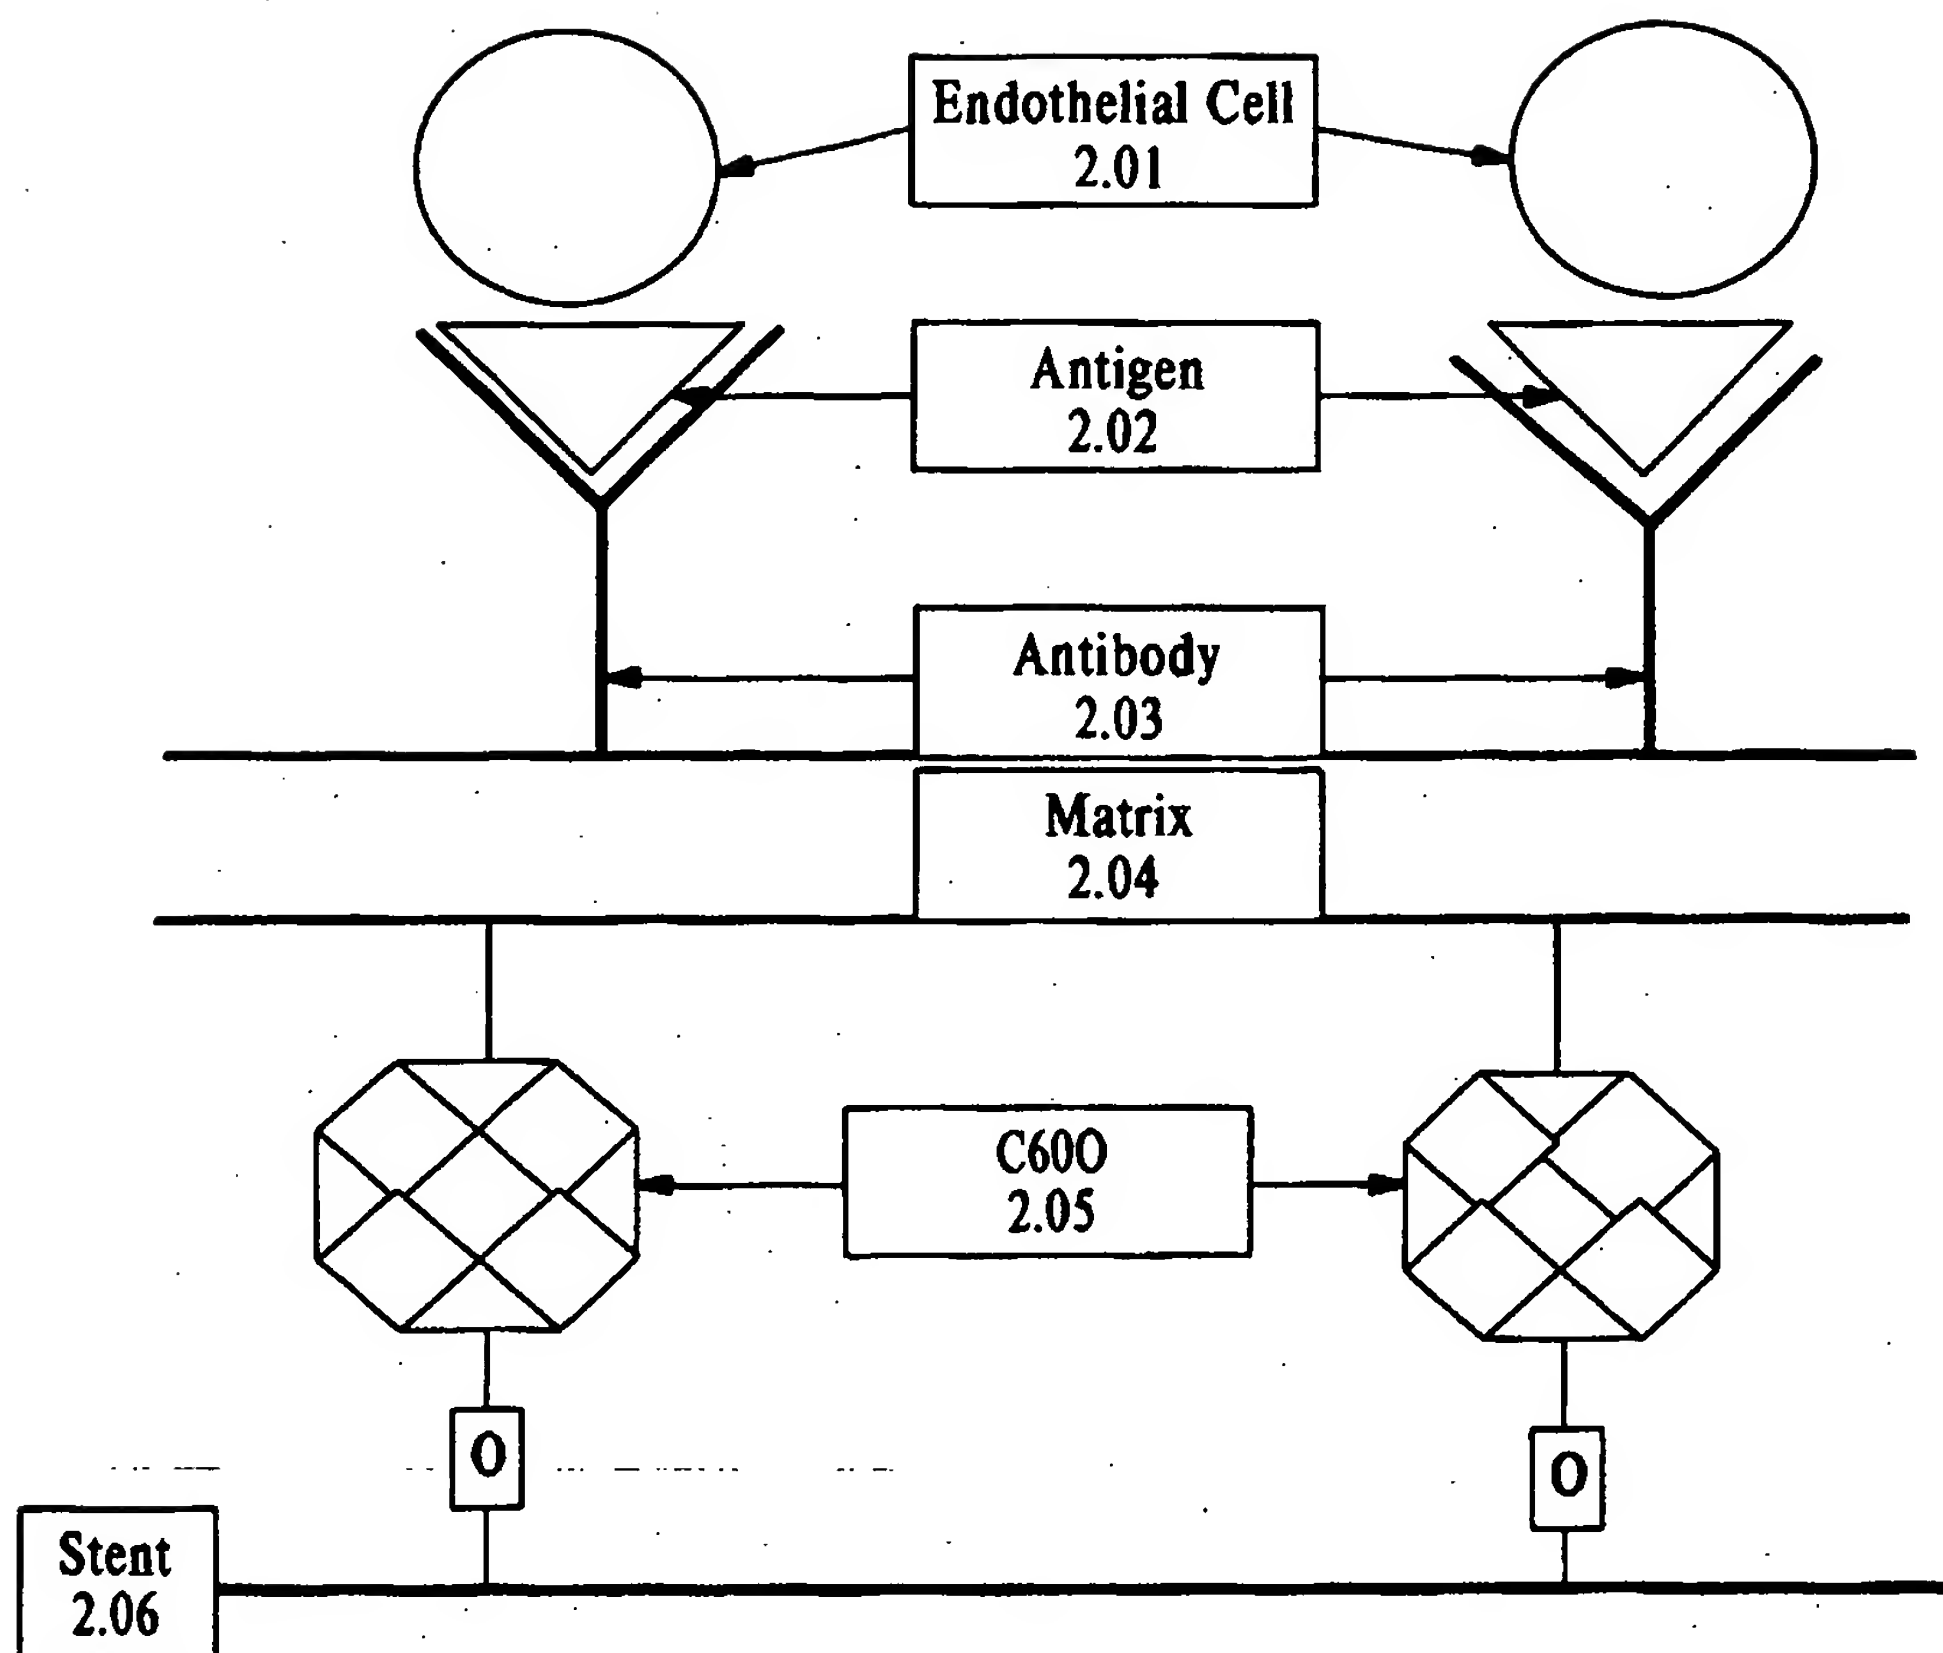 Endothelial Cell
2.01
Antigen
2.02
Antibody
2.03
Matrix
2.04
C60O
2.05
O
O
Stent
2.06